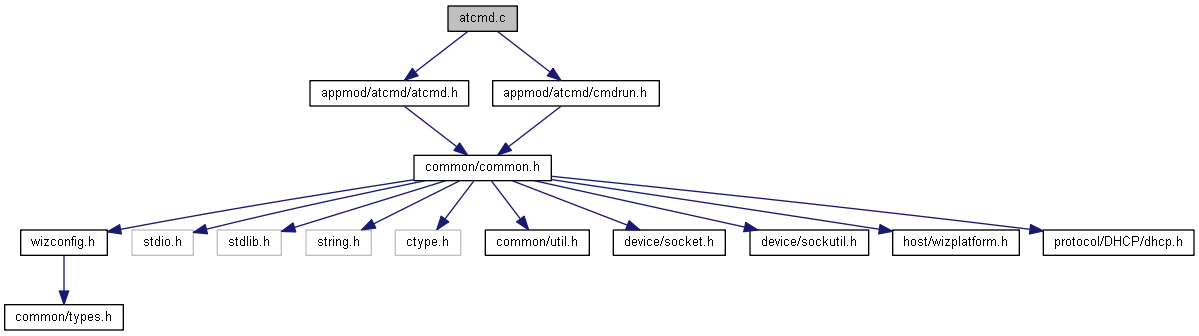 atcmd.c
appmod/atcmd/atcmd.h
appmod/atcmd/cmdrun.h
common/common.h
wizconfig.h
stdio.h
stdlib.h
string.h
ctype.h
common/util.h
device/socket.h
device/sockutil.h
host/wizplatform.h
protocol/DHCP/dhcp.h
common/types.h